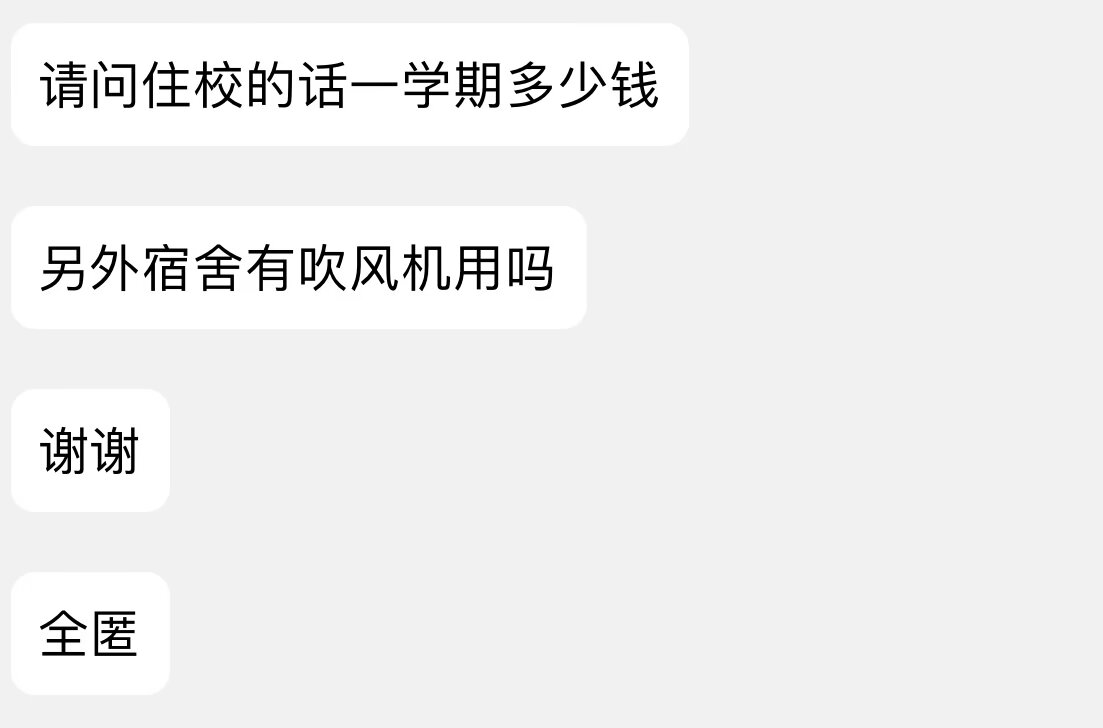 请问住校的话一学期多少钱
另外宿舍有吹风机用吗
谢谢
全匿